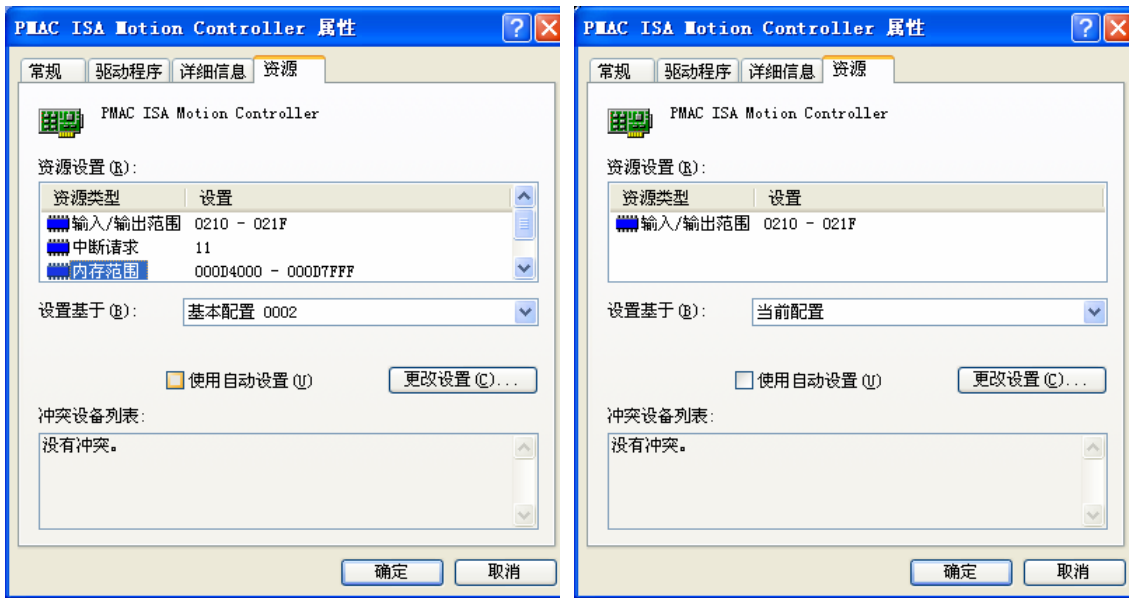 PMAC ISA Motion Controller 属性
常规 驱动程序 详细信息 资源
PMAC ISA Motion Controller
资源设置(R):
资源类型 设置
输入/输出范围 0210 - 021F
中断请求 11
内存范围 000D4000 - 000D7FFF
设置基于(B): 基本配置 0002
使用自动设置(U) 更改设置(C)...
冲突设备列表:
没有冲突。
确定 取消
PMAC ISA Motion Controller 属性
常规 驱动程序 详细信息 资源
PMAC ISA Motion Controller
资源设置(R):
资源类型 设置
输入/输出范围 0210 - 021F
设置基于(B): 当前配置
使用自动设置(U) 更改设置(C)...
冲突设备列表:
没有冲突。
确定 取消